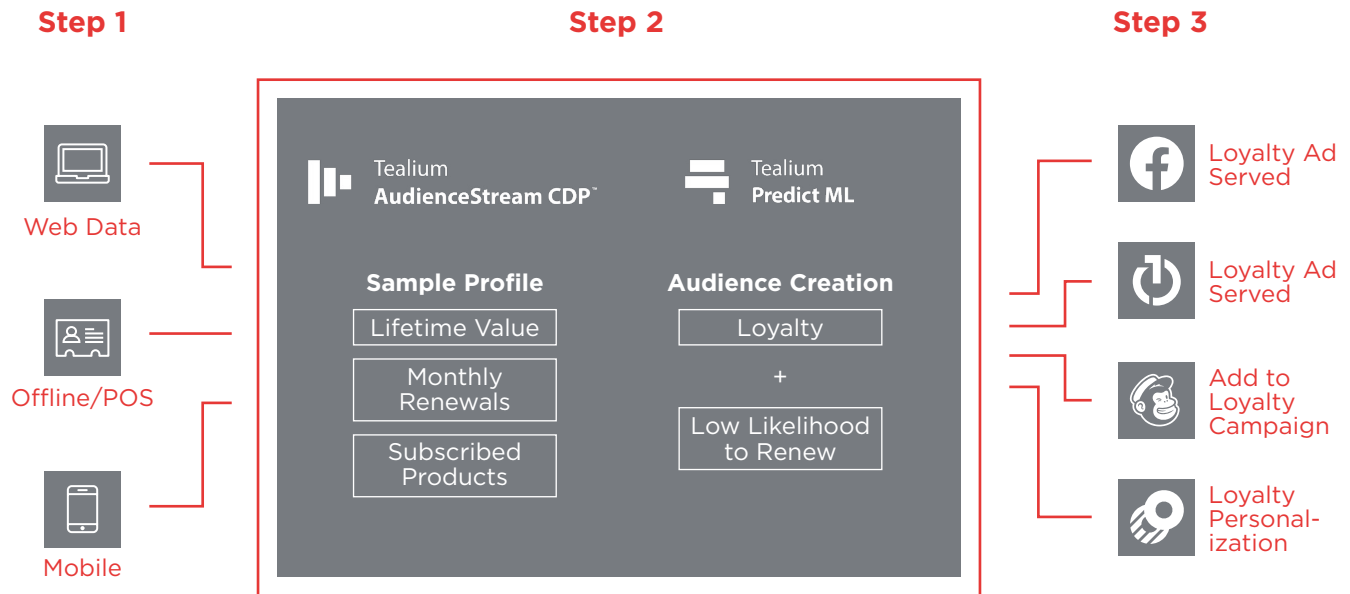 Step 1
Step 2
Step 3
Web Data
Offline/POS
Mobile
Tealium
AudienceStream CDP™
Tealium
Predict ML
Sample Profile
Lifetime Value
Monthly
Renewals
Subscribed
Products
Audience Creation
Loyalty
+
Low Likelihood
to Renew
Loyalty Ad
Served
Loyalty Ad
Served
Add to
Loyalty
Campaign
Loyalty
Personal-
ization